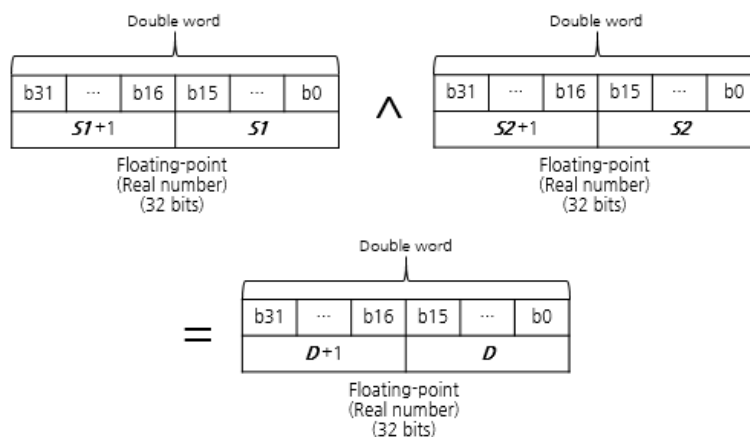 Double word Double word
b31 ... b16 b15 ... b0 ∧ b31 ... b16 b15 ... b0
S1+1 S1 S2+1 S2
Floating-point Floating-point
(Real number) (Real number)
(32 bits) (32 bits)
Double word
= b31 ... b16 b15 ... b0
D+1 D
Floating-point
(Real number)
(32 bits)